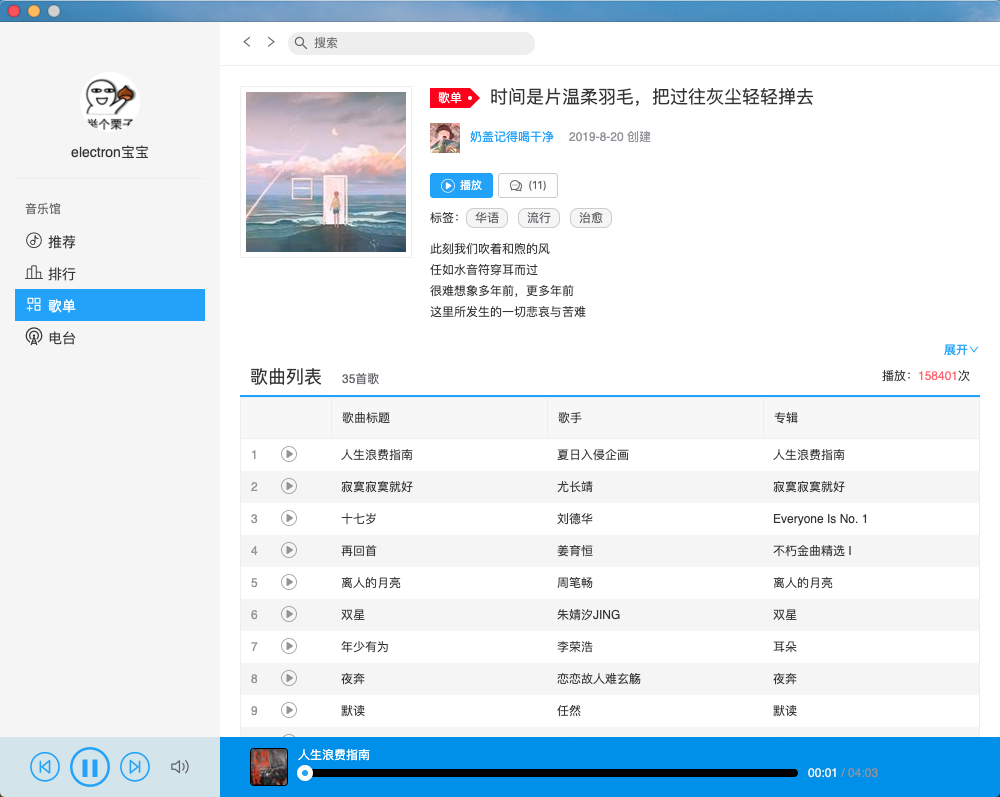 搜索
举个栗子
electron宝宝
音乐馆
推荐
排行
歌单
电台
歌单 时间是片温柔羽毛，把过往灰尘轻轻掸去
奶盖记得喝干净 2019-8-20 创建
播放 (11)
标签： 华语 流行 治愈
此刻我们吹着和煦的风
任如水音符穿耳而过
很难想象多年前，更多年前
这里所发生的一切悲哀与苦难
展开
歌曲列表 35首歌 播放：158401次
歌曲标题 歌手 专辑
1 人生浪费指南 夏日入侵企画 人生浪费指南
2 寂寞寂寞就好 尤长靖 寂寞寂寞就好
3 十七岁 刘德华 Everyone Is No. 1
4 再回首 姜育恒 不朽金曲精选 I
5 离人的月亮 周笔畅 离人的月亮
6 双星 朱婧汐JING 双星
7 年少有为 李荣浩 耳朵
8 夜奔 恋恋故人难玄觞 夜奔
9 默读 任然 默读
人生浪费指南
00:01 / 04:03